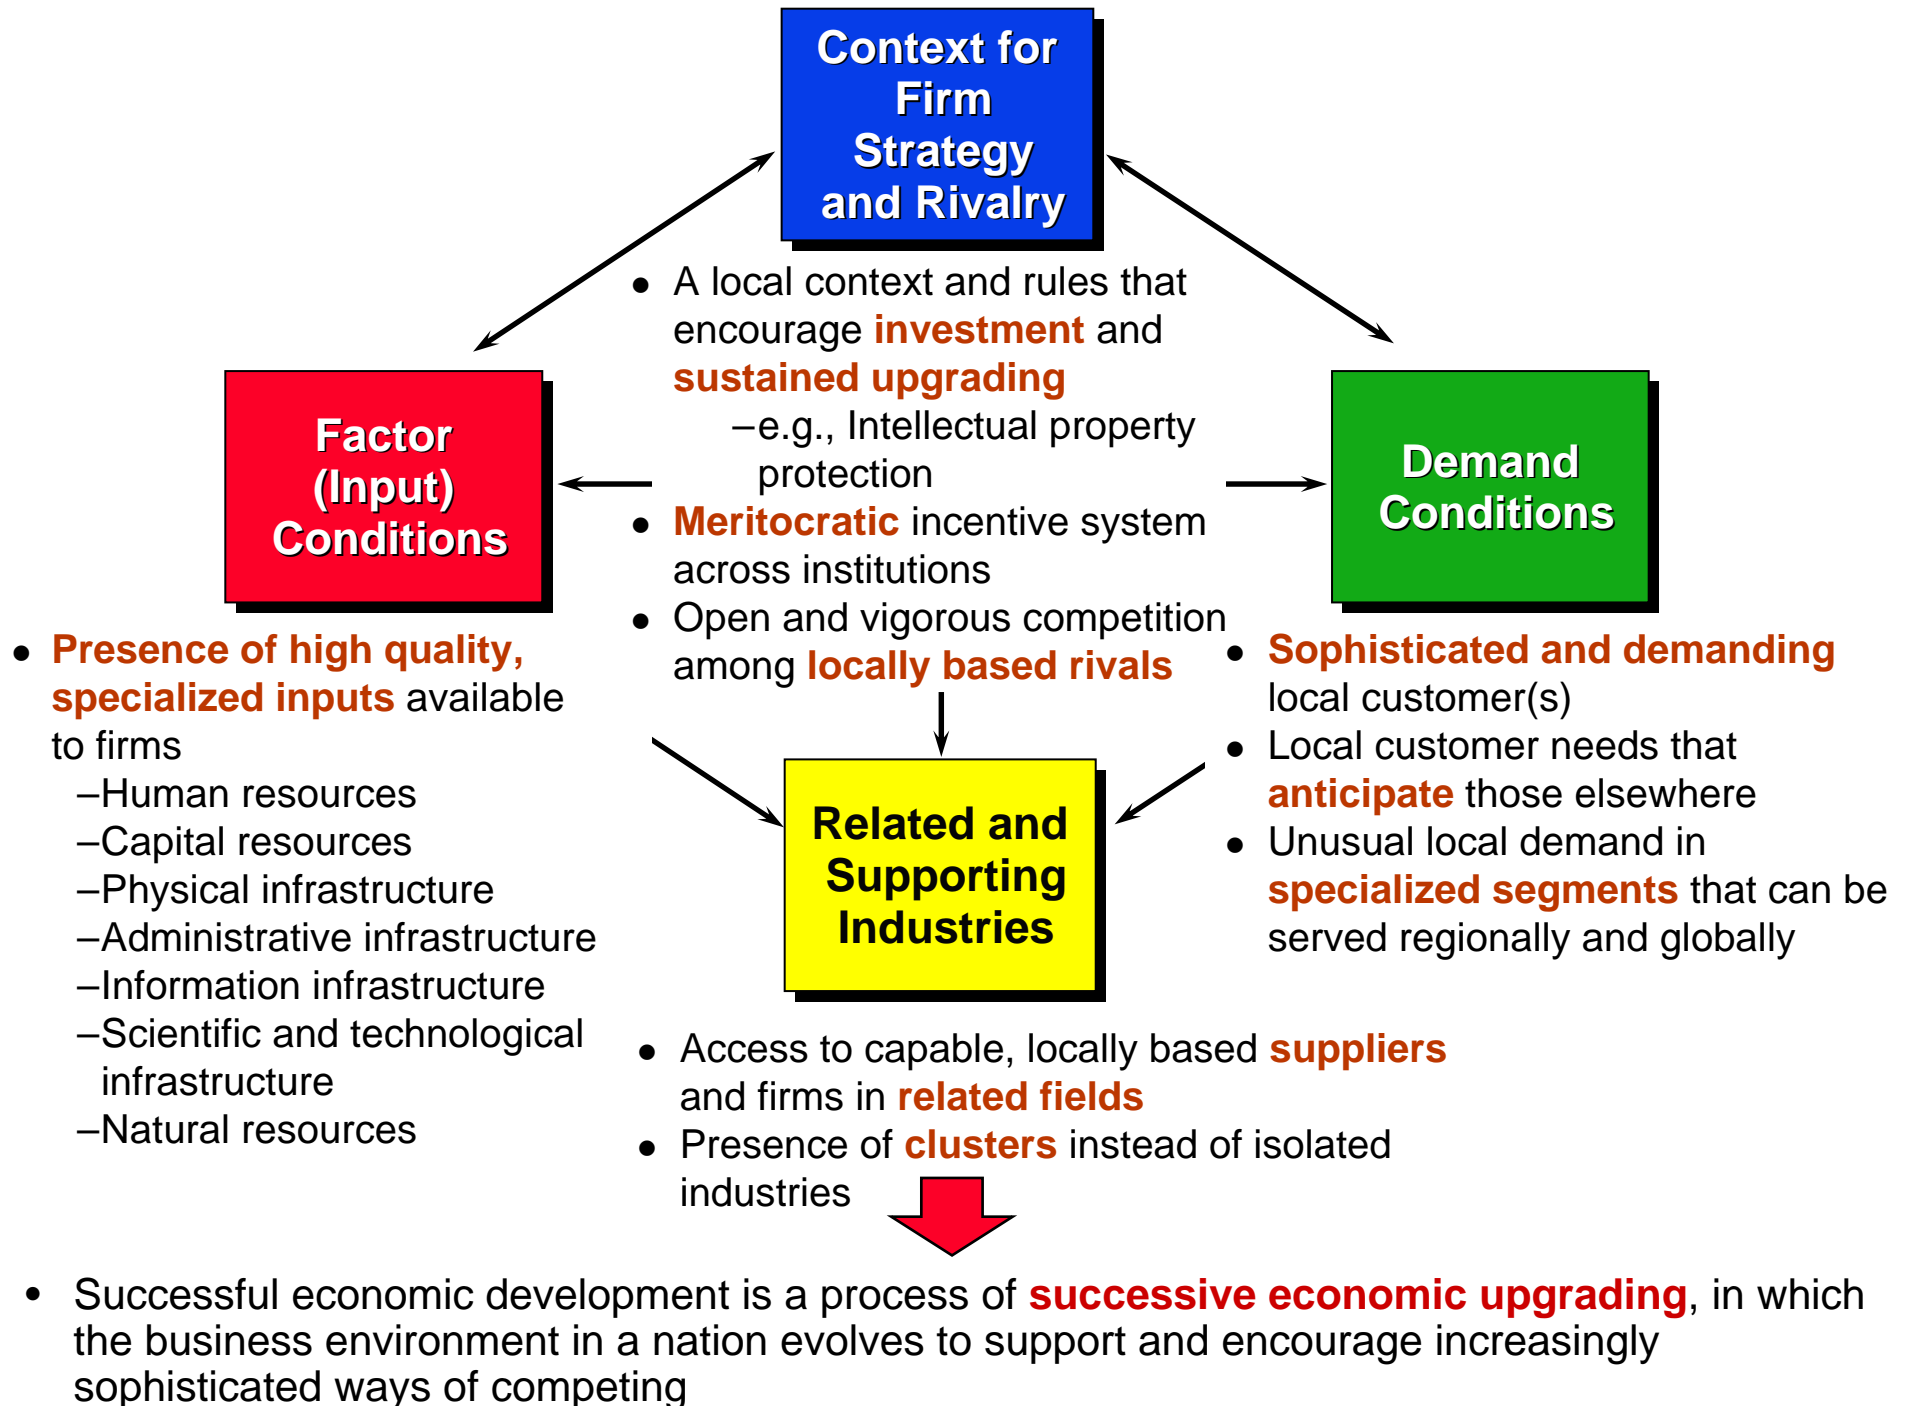 Context for
Firm
Strategy
and Rivalry
● A local context and rules that
encourage investment and
sustained upgrading
–e.g., Intellectual property
protection
● Meritocratic incentive system
across institutions
● Open and vigorous competition
among locally based rivals
Factor
(Input)
Conditions
● Presence of high quality,
specialized inputs available
to firms
–Human resources
–Capital resources
–Physical infrastructure
–Administrative infrastructure
–Information infrastructure
–Scientific and technological
infrastructure
–Natural resources
Demand
Conditions
● Sophisticated and demanding
local customer(s)
● Local customer needs that
anticipate those elsewhere
● Unusual local demand in
specialized segments that can be
served regionally and globally
Related and
Supporting
Industries
● Access to capable, locally based suppliers
and firms in related fields
● Presence of clusters instead of isolated
industries
• Successful economic development is a process of successive economic upgrading, in which
the business environment in a nation evolves to support and encourage increasingly
sophisticated ways of competing